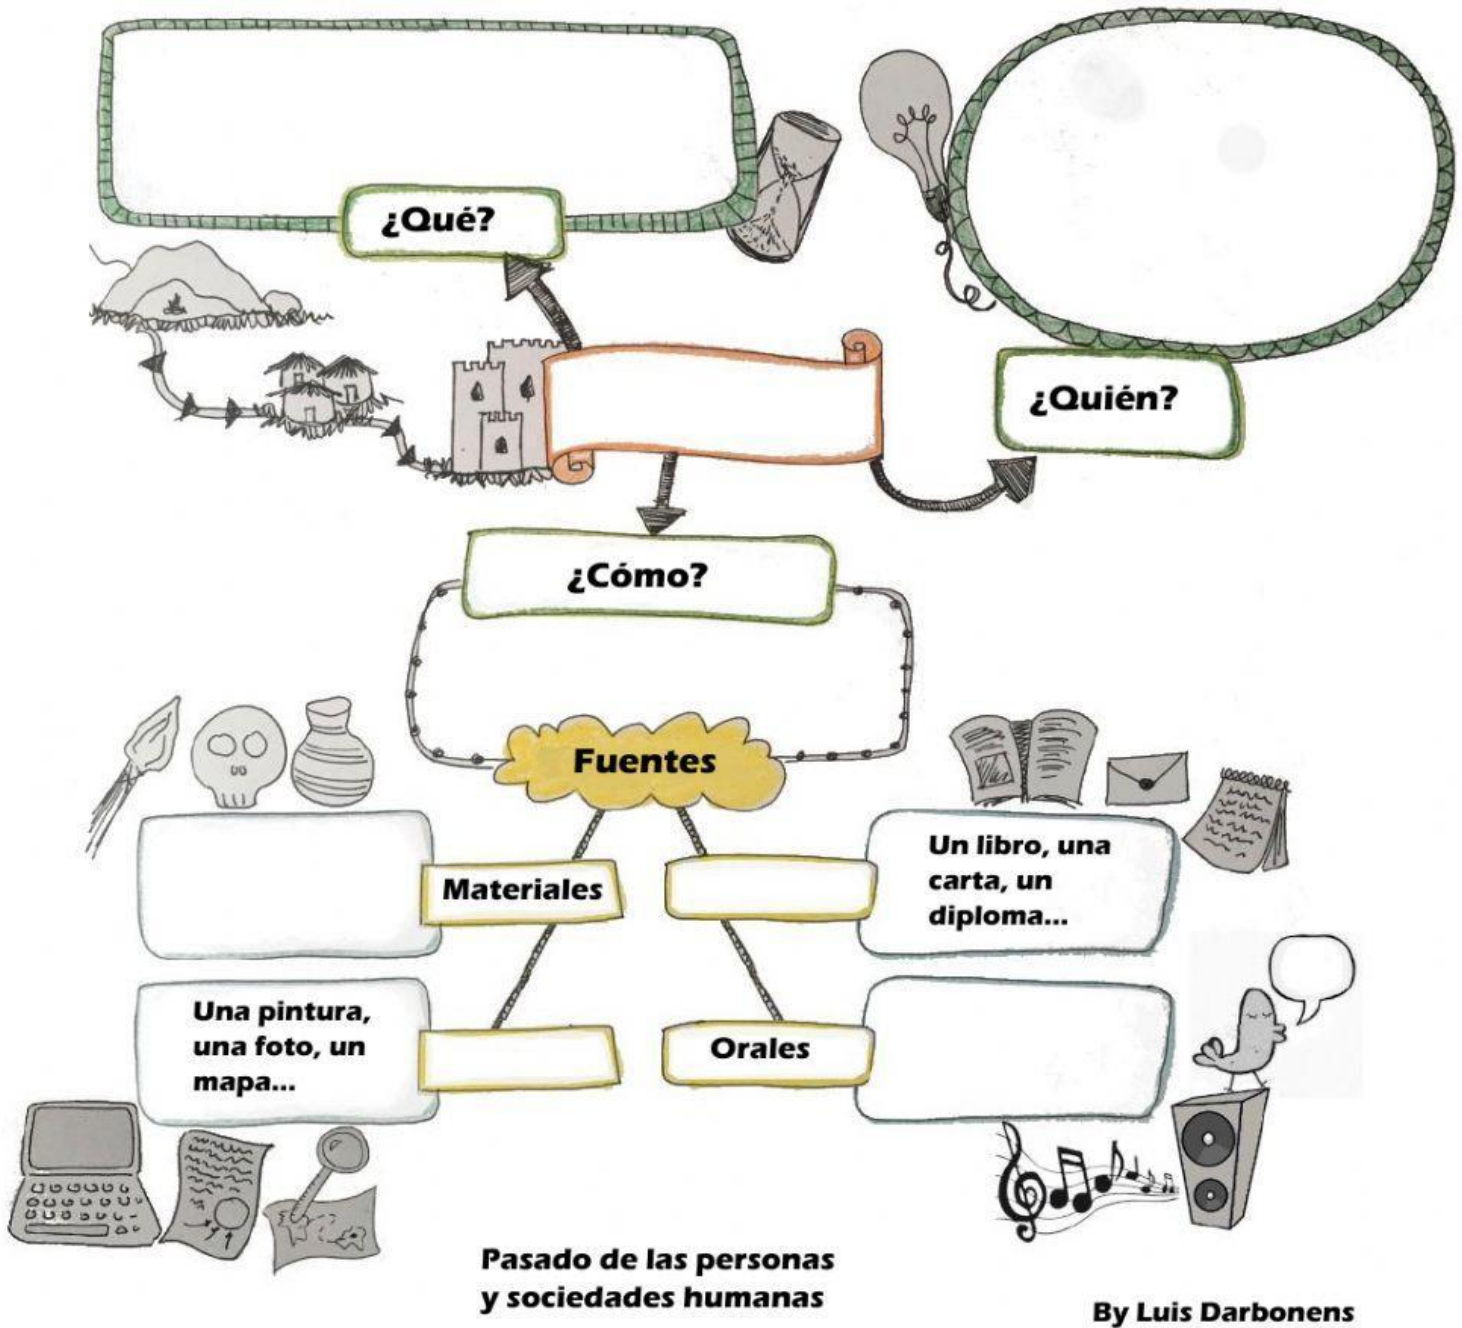 ¿Qué?
¿Quién?
¿Cómo?
Fuentes
Materiales
Un libro, una
carta, un
diploma...
Una pintura,
una foto, un
mapa...
Orales
Pasado de las personas
y sociedades humanas
By Luis Darbonens